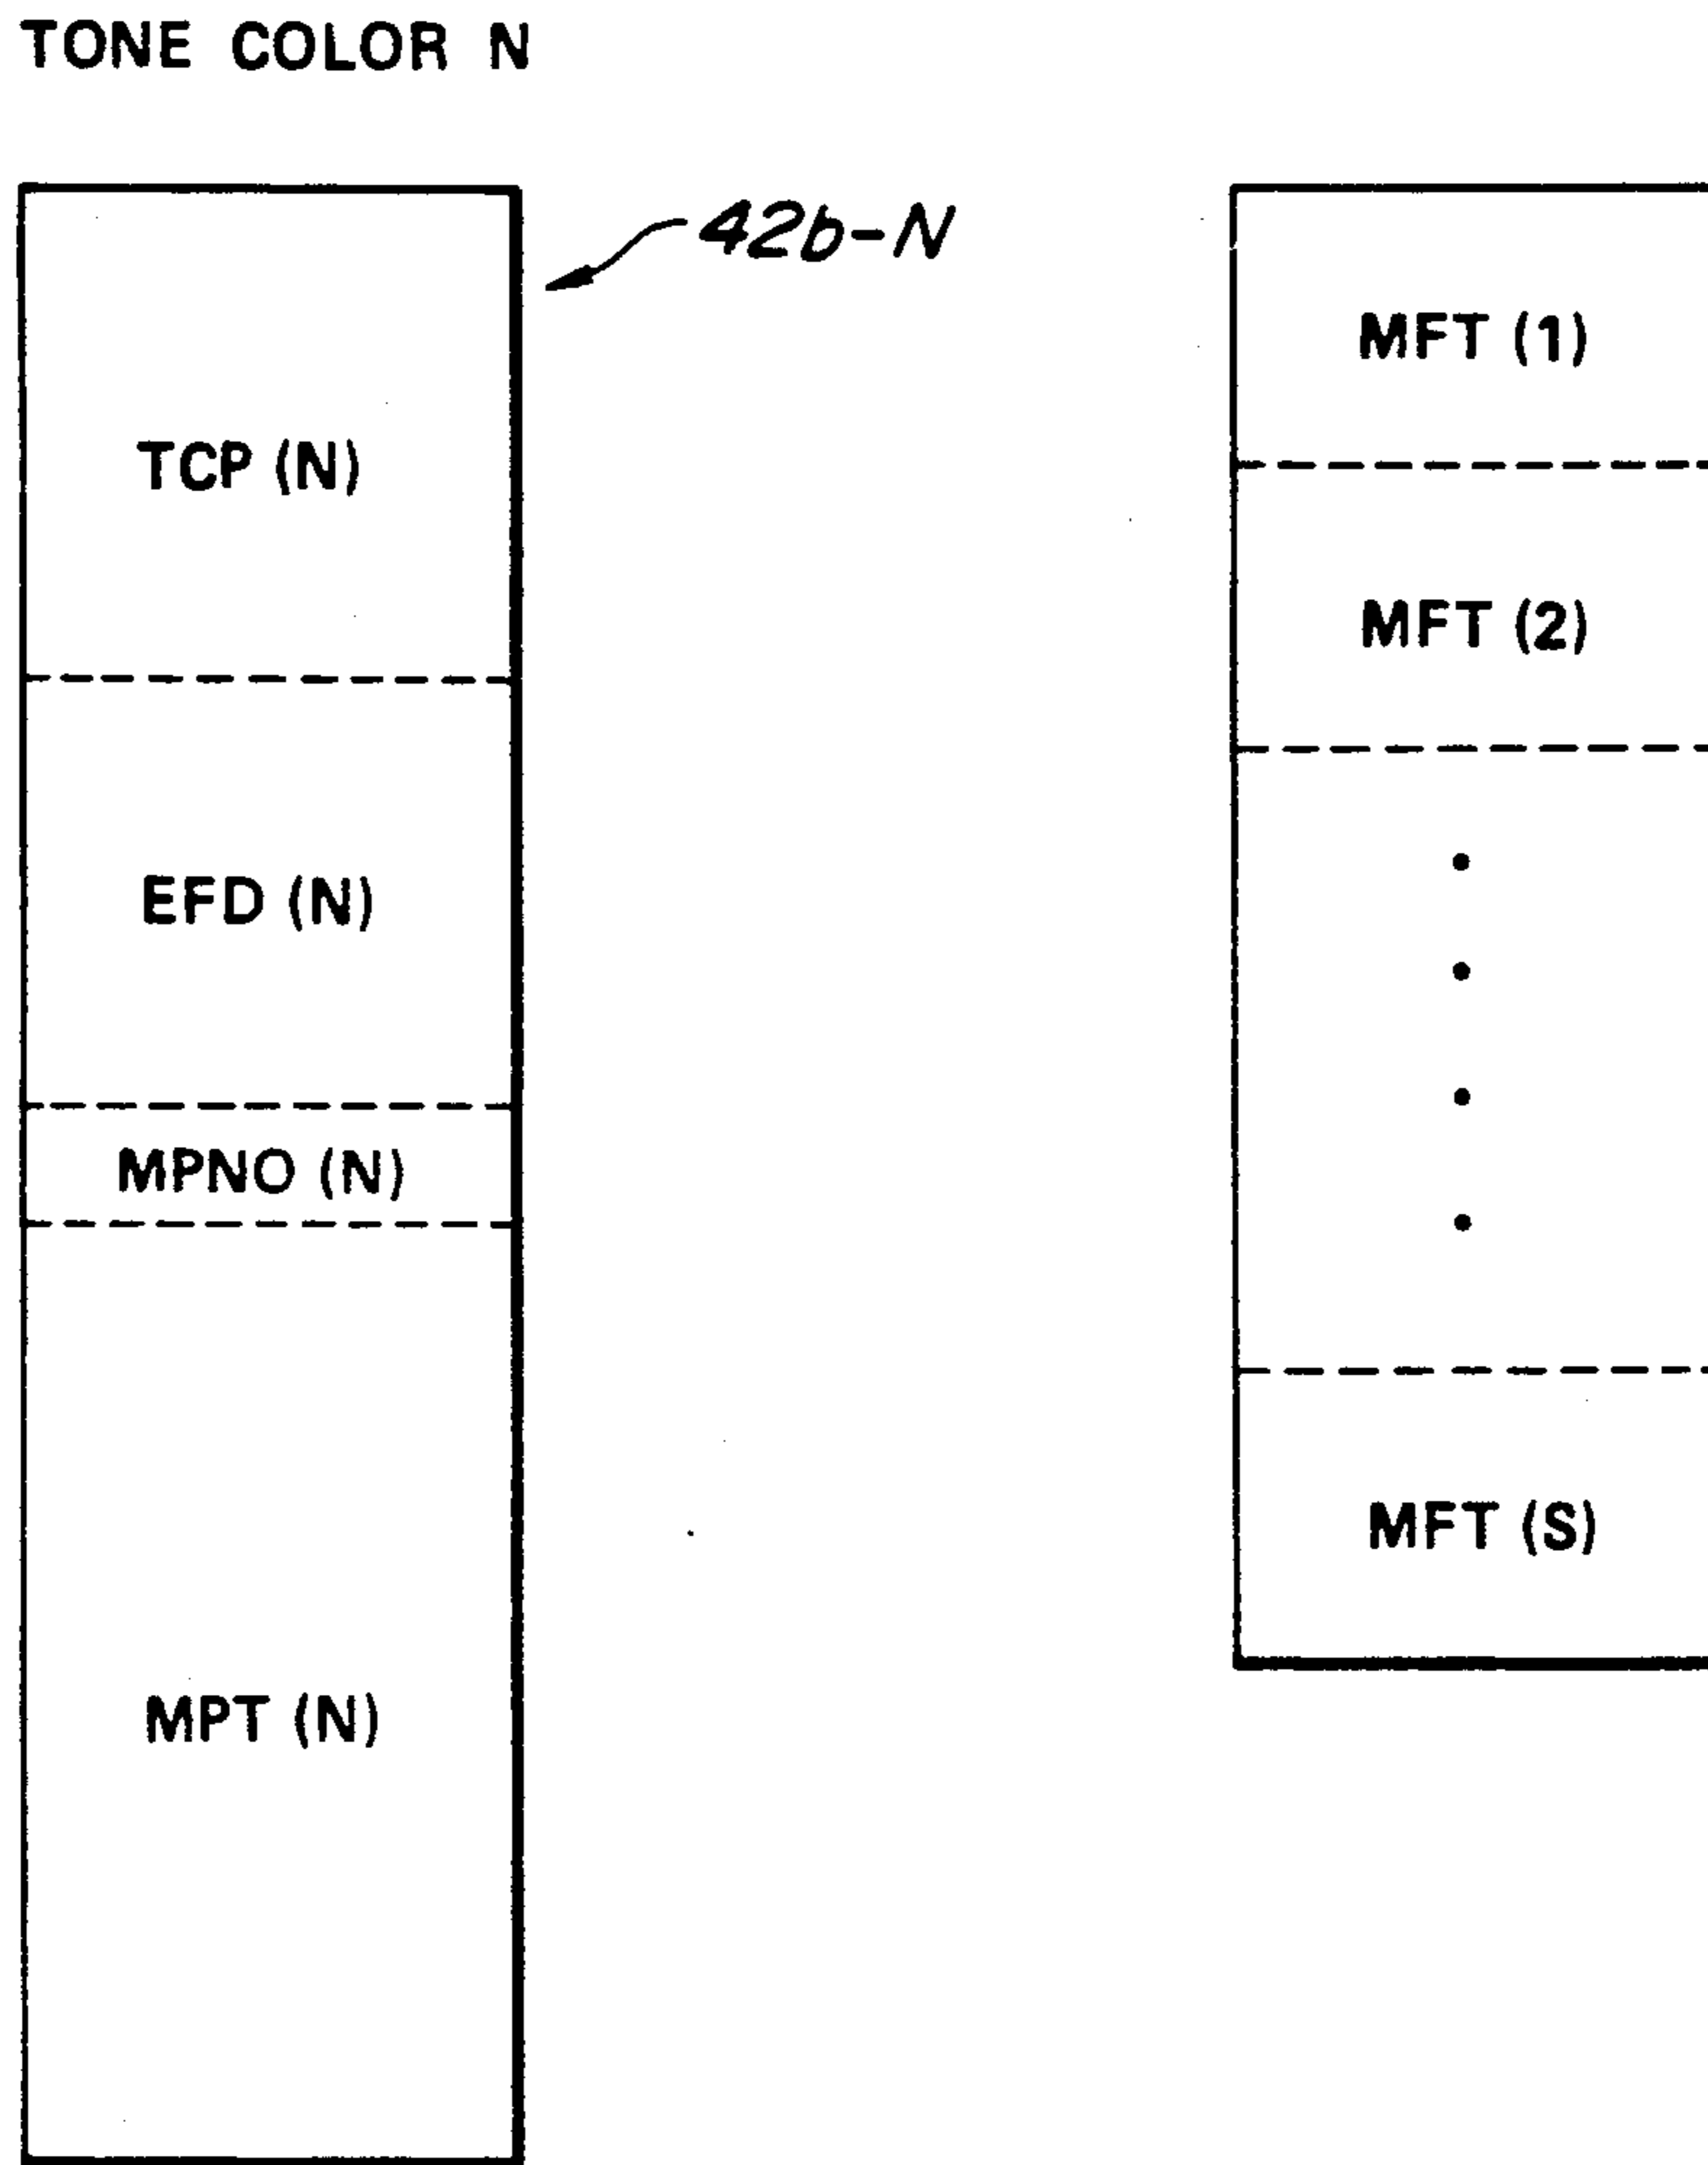 TONE COLOR N
42b-N
TCP (N)
EFD (N)
MPNO (N)
MPT (N)
MFT (1)
MFT (2)
MFT (S)